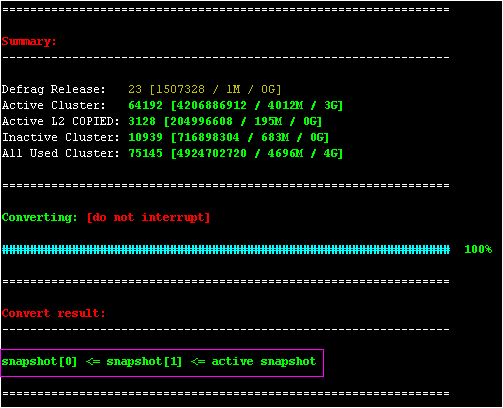 ================================================================
Summary:
----------------------------------------------------------------
Defrag Release:   23 [1507328 / 1M / 0G]
Active Cluster:   64192 [4206886912 / 4012M / 3G]
Active L2 COPIED: 3128 [204996608 / 195M / 0G]
Inactive Cluster: 10939 [716898304 / 683M / 0G]
All Used Cluster: 75145 [4924702720 / 4696M / 4G]
================================================================
Converting: [do not interrupt]
################################################################  100%
================================================================
Convert result:
----------------------------------------------------------------
snapshot[0] <= snapshot[1] <= active snapshot
================================================================